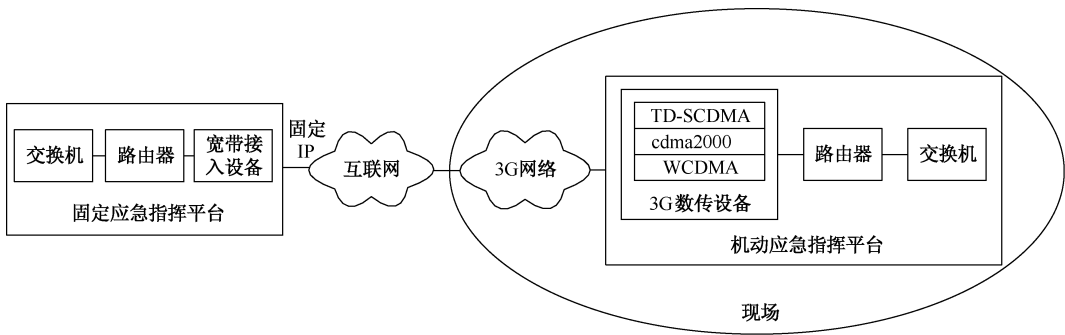 交换机
路由器
宽带接
入设备
固定应急指挥平台
固定
IP
互联网
3G网络
TD-SCDMA
cdma2000
WCDMA
3G数传设备
路由器
交换机
机动应急指挥平台
现场